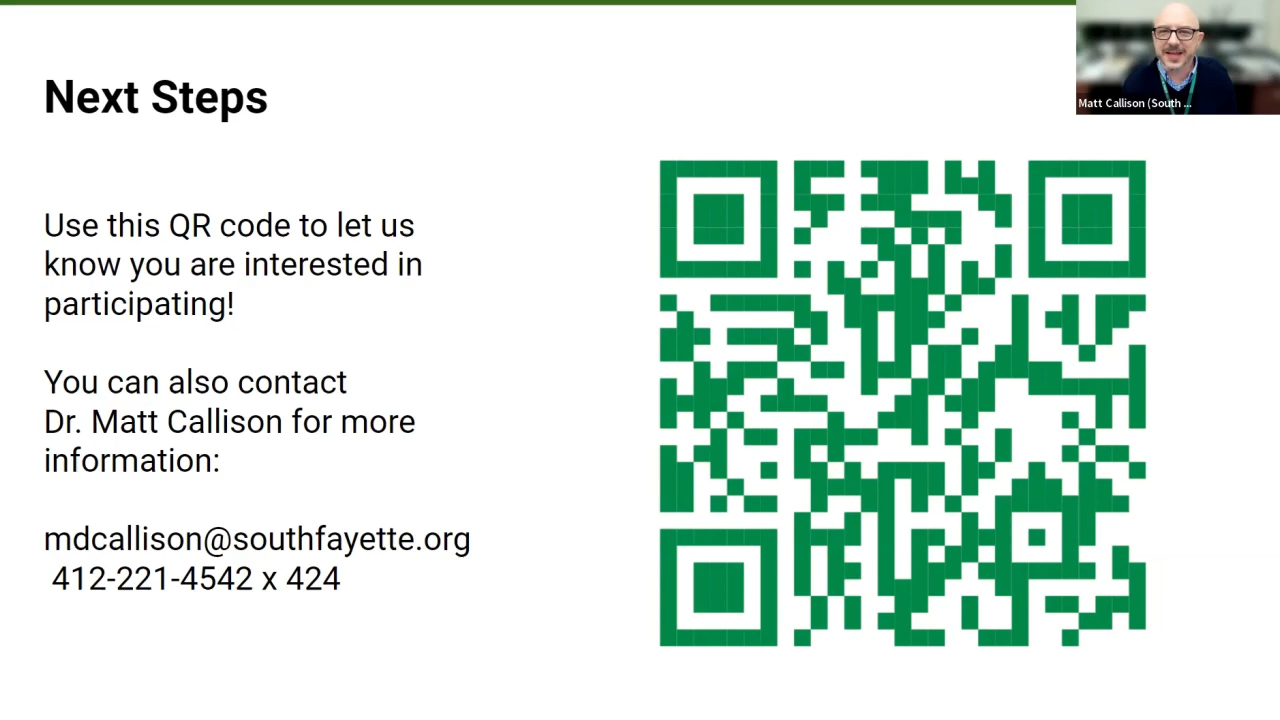 Matt Callison (South ...
Next Steps
Use this QR code to let us
know you are interested in
participating!
You can also contact
Dr. Matt Callison for more
information:
mdcallison@southfayette.org
412-221-4542 x 424